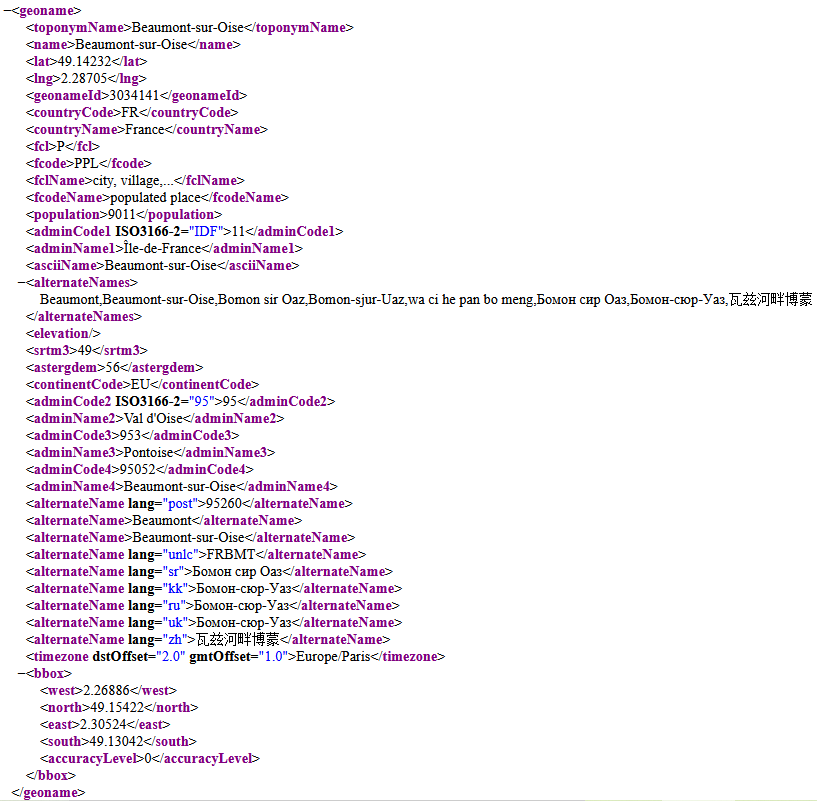 −<geoname>
<toponymName>Beaumont-sur-Oise</toponymName>
<name>Beaumont-sur-Oise</name>
<lat>49.14232</lat>
<lng>2.28705</lng>
<geonameId>3034141</geonameId>
<countryCode>FR</countryCode>
<countryName>France</countryName>
<fcl>P</fcl>
<fcode>PPL</fcode>
<fclName>city, village,...</fclName>
<fcodeName>populated place</fcodeName>
<population>9011</population>
<adminCode1 ISO3166-2="IDF">11</adminCode1>
<adminName1>Île-de-France</adminName1>
<asciiName>Beaumont-sur-Oise</asciiName>
−<alternateNames>
Beaumont,Beaumont-sur-Oise,Bomon sir Oaz,Bomon-sjur-Uaz,wa ci he pan bo meng,Бомон сир Оаз,Бомон-сюр-Уаз,瓦兹河畔博蒙
</alternateNames>
<elevation/>
<srtm3>49</srtm3>
<astergdem>56</astergdem>
<continentCode>EU</continentCode>
<adminCode2 ISO3166-2="95">95</adminCode2>
<adminName2>Val d'Oise</adminName2>
<adminCode3>953</adminCode3>
<adminName3>Pontoise</adminName3>
<adminCode4>95052</adminCode4>
<adminName4>Beaumont-sur-Oise</adminName4>
<alternateName lang="post">95260</alternateName>
<alternateName>Beaumont</alternateName>
<alternateName>Beaumont-sur-Oise</alternateName>
<alternateName lang="unlc">FRBMT</alternateName>
<alternateName lang="sr">Бомон сир Оаз</alternateName>
<alternateName lang="kk">Бомон-сюр-Уаз</alternateName>
<alternateName lang="ru">Бомон-сюр-Уаз</alternateName>
<alternateName lang="uk">Бомон-сюр-Уаз</alternateName>
<alternateName lang="zh">瓦兹河畔博蒙</alternateName>
<timezone dstOffset="2.0" gmtOffset="1.0">Europe/Paris</timezone>
−<bbox>
<west>2.26886</west>
<north>49.15422</north>
<east>2.30524</east>
<south>49.13042</south>
<accuracyLevel>0</accuracyLevel>
</bbox>
</geoname>